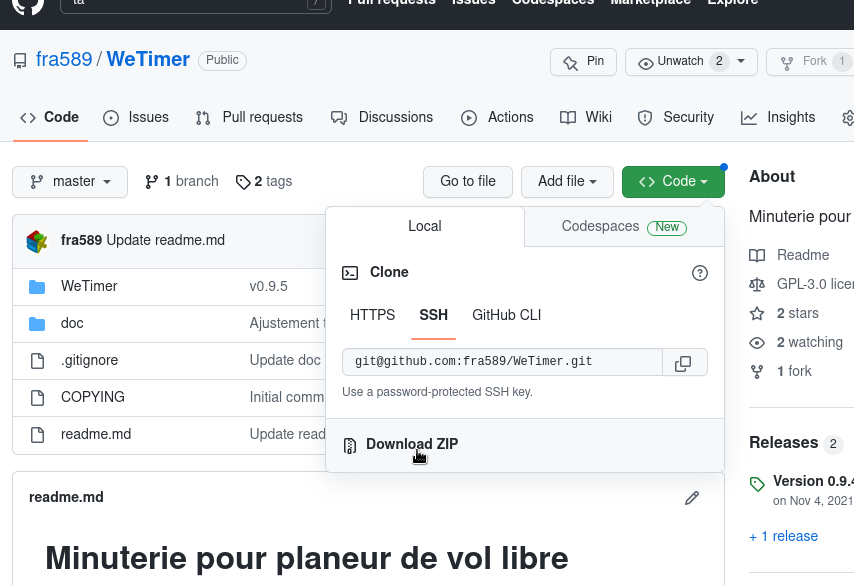 ta /
Pull requests Issues Codespaces Marketplace Explore
fra589 / WeTimer Public
Pin
Unwatch 2
Fork 1
Code Issues Pull requests Discussions Actions Wiki Security Insights
master 1 branch 2 tags Go to file Add file Code
fra589 Update readme.md
WeTimer v0.9.5
doc Ajustement t
.gitignore Update doc
COPYING Initial comm
readme.md Update read
Local Codespaces New
Clone
HTTPS SSH GitHub CLI
git@github.com:fra589/WeTimer.git
Use a password-protected SSH key.
Download ZIP
readme.md
Minuterie pour planeur de vol libre
About
Minuterie pour
Readme
GPL-3.0 licen
2 stars
2 watching
1 fork
Releases 2
Version 0.9.4
on Nov 4, 2021
+ 1 release